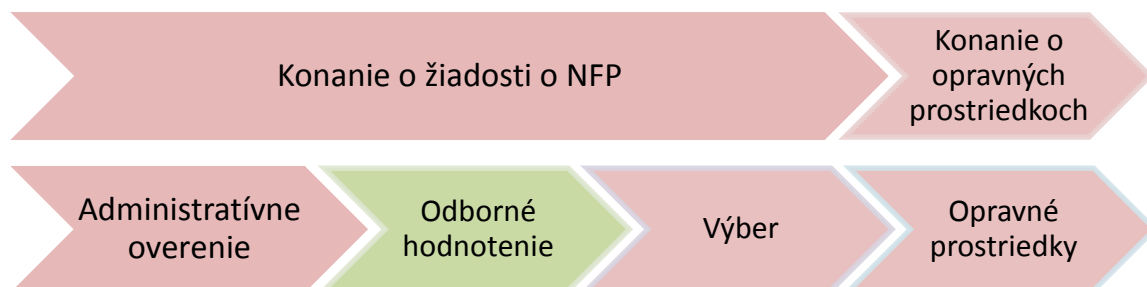 Konanie o žiadosti o NFP
Konanie o
opravných
prostriedkoch
Administratívne
overenie
Odborné
hodnotenie
Výber
Opravné
prostriedky